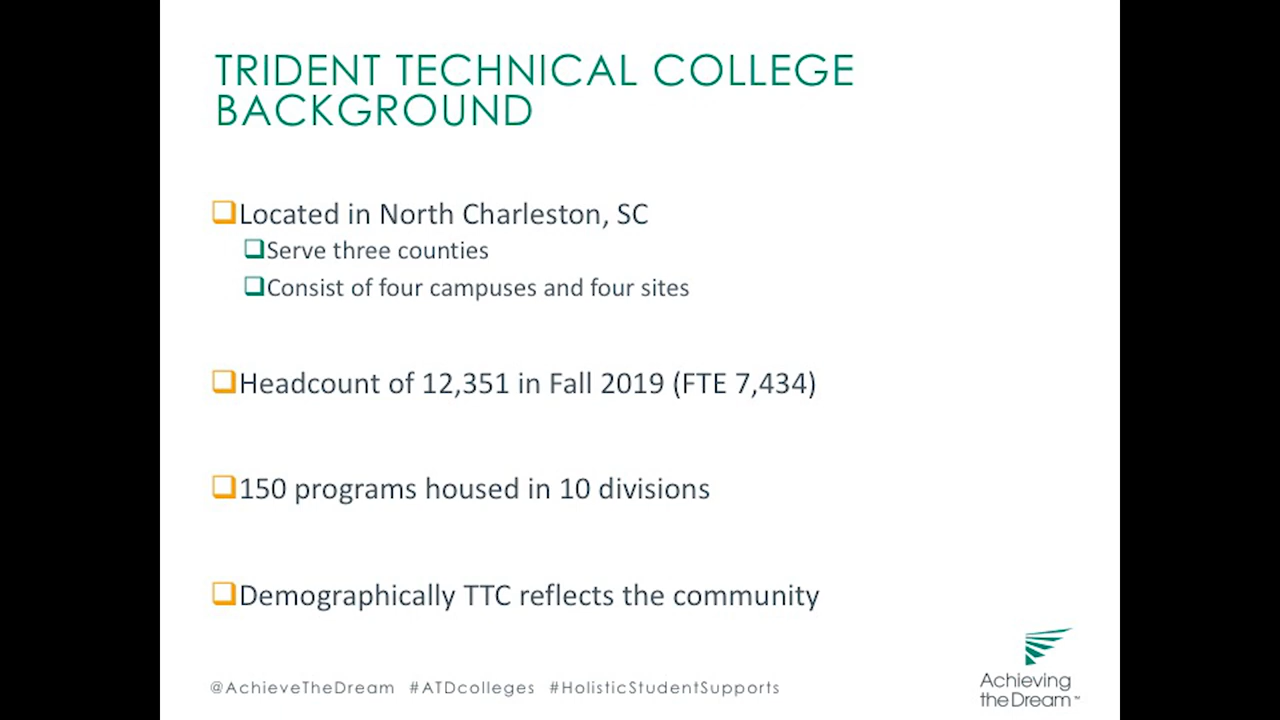 TRIDENT TECHNICAL COLLEGE
BACKGROUND
Located in North Charleston, SC
Serve three counties
Consist of four campuses and four sites
Headcount of 12,351 in Fall 2019 (FTE 7,434)
150 programs housed in 10 divisions
Demographically TTC reflects the community
@AchieveTheDream #ATDcolleges #HolisticStudentSupports
Achieving
the Dream™